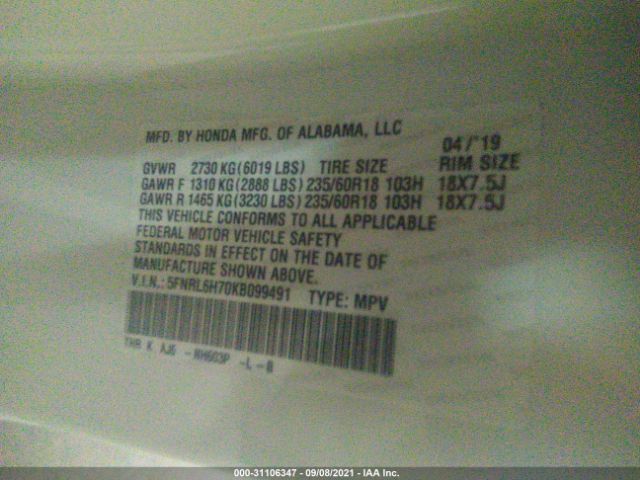 MFD. BY HONDA MFG. OF ALABAMA, LLC 04/'19
GVWR 2730 KG (6019 LBS) TIRE SIZE RIM SIZE
GAWR F 1310 KG (2888 LBS) 235/60R18 103H 18X7.5J
GAWR R 1465 KG (3230 LBS) 235/60R18 103H 18X7.5J
THIS VEHICLE CONFORMS TO ALL APPLICABLE
FEDERAL MOTOR VEHICLE SAFETY
STANDARDS IN EFFECT ON THE DATE OF
MANUFACTURE SHOWN ABOVE.
V.I.N.: 5FNRL6H70KB099491 TYPE: MPV
THR K AJ5 - NH603P - L - B
000-31106347 | 09/08/2021 - IAA Inc.